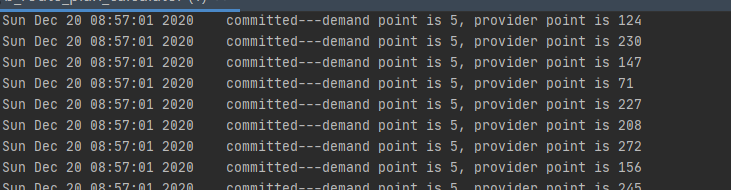 Sun Dec 20 08:57:01 2020    committed---demand point is 5, provider point is 124
Sun Dec 20 08:57:01 2020    committed---demand point is 5, provider point is 230
Sun Dec 20 08:57:01 2020    committed---demand point is 5, provider point is 147
Sun Dec 20 08:57:01 2020    committed---demand point is 5, provider point is 71
Sun Dec 20 08:57:01 2020    committed---demand point is 5, provider point is 227
Sun Dec 20 08:57:01 2020    committed---demand point is 5, provider point is 208
Sun Dec 20 08:57:01 2020    committed---demand point is 5, provider point is 272
Sun Dec 20 08:57:01 2020    committed---demand point is 5, provider point is 156
Sun Dec 20 08:57:01 2020    committed---demand point is 5, provider point is 245